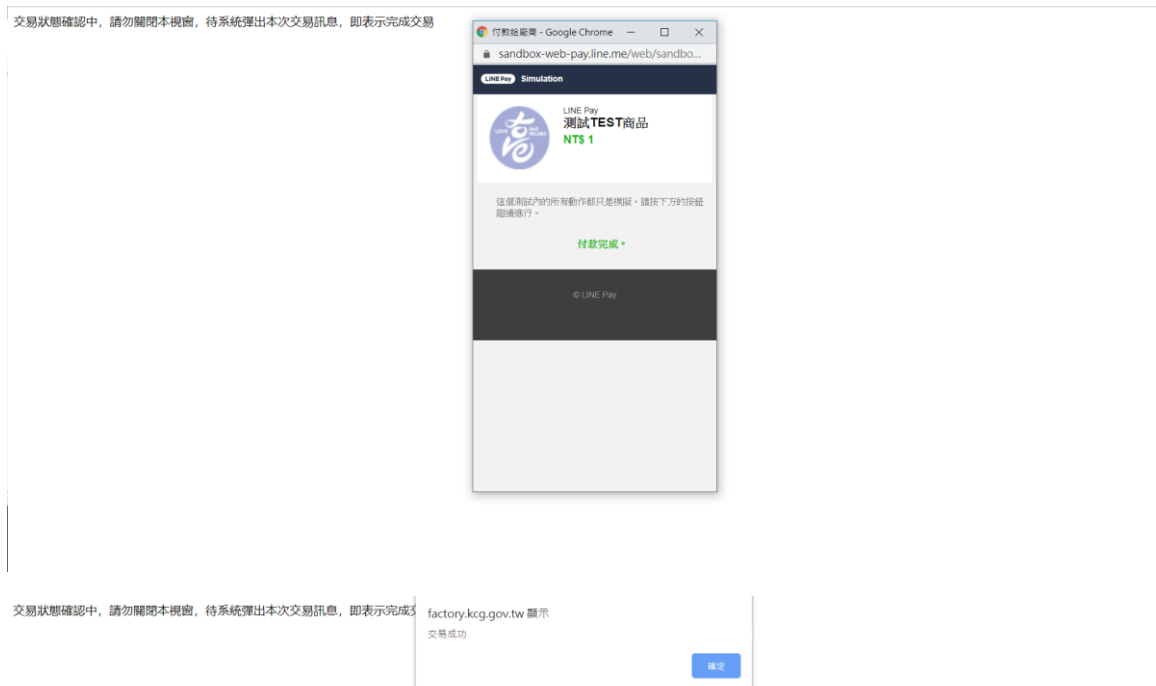 交易狀態確認中，請勿關閉本視窗，待系統彈出本次交易訊息，即表示完成交易
付款給廠商 - Google Chrome
sandbox-web-pay.line.me/web/sandbo...
LINE Pay Simulation
LINE Pay
測試TEST商品
NT$ 1
這個測試內的所有動作都只是模擬。請按下方的按鈕
繼續進行。
付款完成。
© LINE Pay
交易狀態確認中，請勿關閉本視窗，待系統彈出本次交易訊息，即表示完成交
factory.kcg.gov.tw 顯示
交易成功
確定